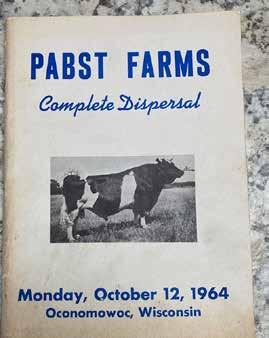 PABST FARMS
Complete Dispersal
Monday, October 12, 1964
Oconomowoc, Wisconsin